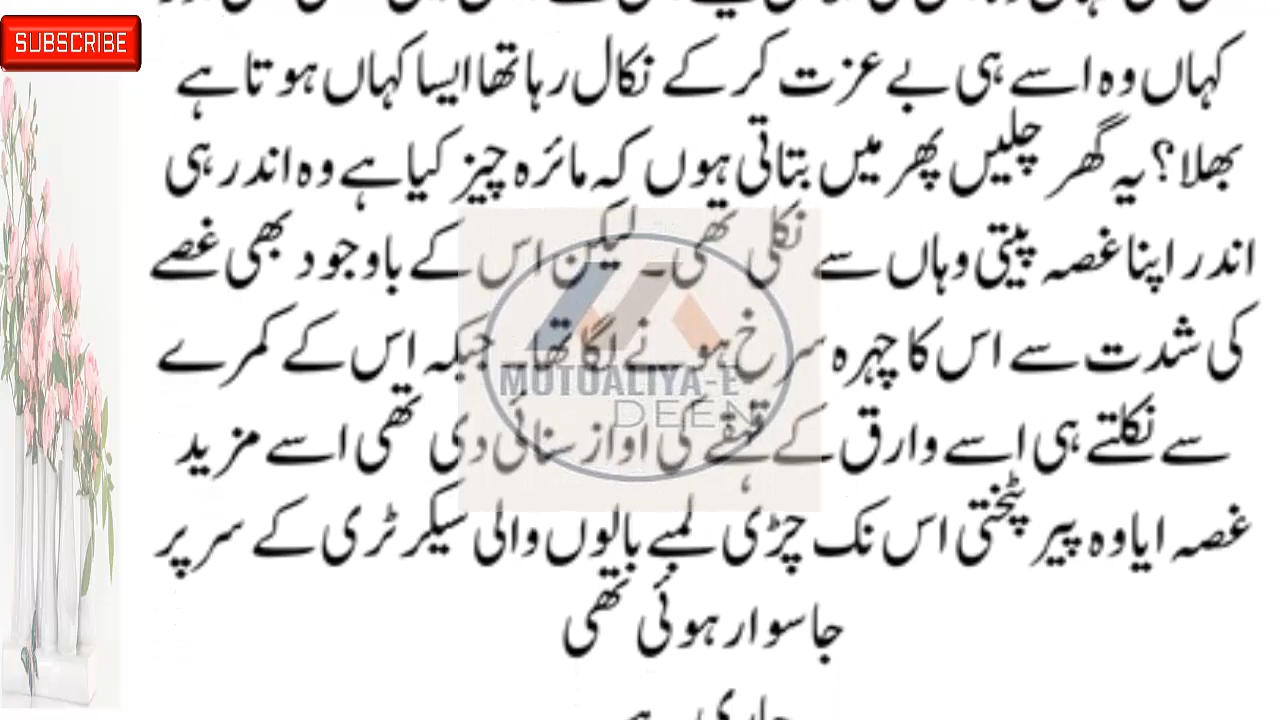 SUBSCRIBE
کہاں وہ اسے ہی بے عزت کر کے نکال رہا تھا ایسا کہاں ہوتا ہے
بھلا؟ یہ گھر چلیں پھر میں بتاتی ہوں کہ مائرہ چیز کیا ہے وہ اندر ہی
اندر اپنا غصہ پیتی وہاں سے نکلی تھی۔ لیکن اس کے باوجود بھی غصے
کی شدت سے اس کا چہرہ سرخ ہونے لگا تھا جبکہ اس کے کمرے
MUTUALIYA-E
DEEN
سے نکلتے ہی اسے وارق کے قہقہے کی اواز سنائی دی تھی اسے مزید
غصہ ایا وہ پیر پٹختی اس نک چڑی لمبے بالوں والی سیکرٹری کے سر پر
جا سوار ہوئی تھی